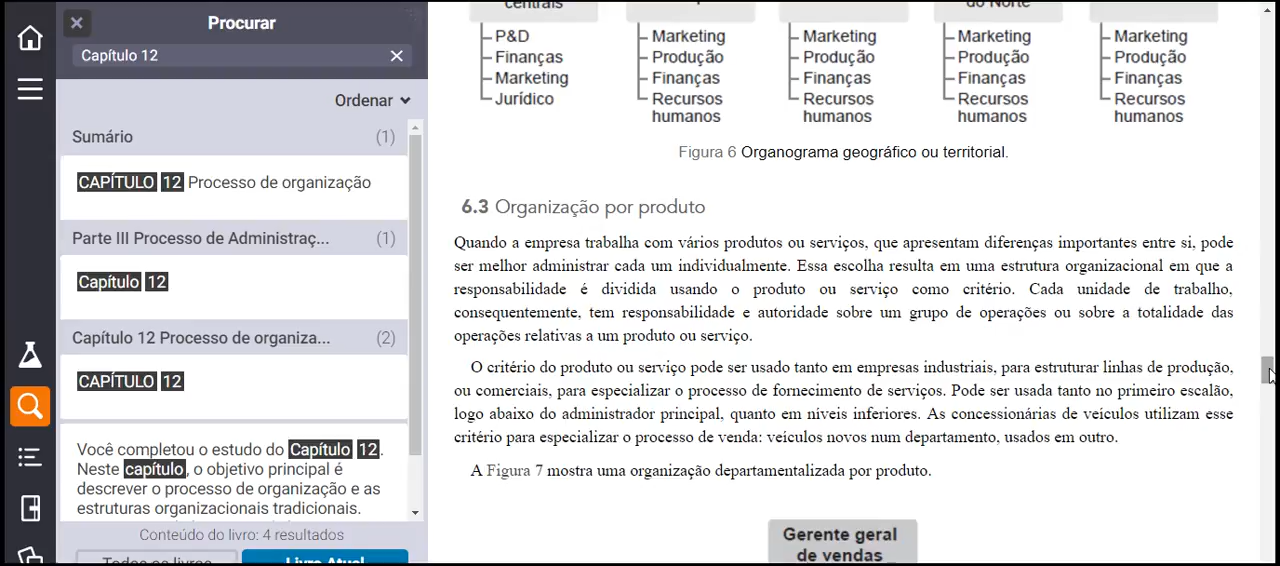 Procurar
Capítulo 12
Ordenar
Sumário (1)
CAPÍTULO 12 Processo de organização
Parte III Processo de Administraç... (1)
Capítulo 12
Capítulo 12 Processo de organiza... (2)
CAPÍTULO 12
Você completou o estudo do Capítulo 12.
Neste capítulo, o objetivo principal é
descrever o processo de organização e as
estruturas organizacionais tradicionais.
Conteúdo do livro: 4 resultados
Todos os livros
Livro Atual
centrais
do Norte
P&D
Finanças
Marketing
Jurídico
Marketing
Produção
Finanças
Recursos
humanos
Marketing
Produção
Finanças
Recursos
humanos
Marketing
Produção
Finanças
Recursos
humanos
Marketing
Produção
Finanças
Recursos
humanos
Figura 6 Organograma geográfico ou territorial.
6.3 Organização por produto
Quando a empresa trabalha com vários produtos ou serviços, que apresentam diferenças importantes entre si, pode
ser melhor administrar cada um individualmente. Essa escolha resulta em uma estrutura organizacional em que a
responsabilidade é dividida usando o produto ou serviço como critério. Cada unidade de trabalho,
consequentemente, tem responsabilidade e autoridade sobre um grupo de operações ou sobre a totalidade das
operações relativas a um produto ou serviço.
O critério do produto ou serviço pode ser usado tanto em empresas industriais, para estruturar linhas de produção,
ou comerciais, para especializar o processo de fornecimento de serviços. Pode ser usada tanto no primeiro escalão,
logo abaixo do administrador principal, quanto em níveis inferiores. As concessionárias de veículos utilizam esse
critério para especializar o processo de venda: veículos novos num departamento, usados em outro.
A Figura 7 mostra uma organização departamentalizada por produto.
Gerente geral
de vendas